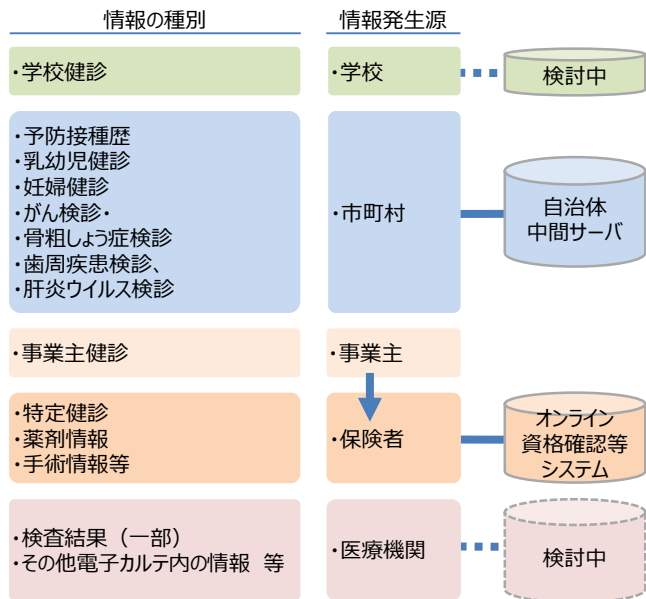 情報の種別
情報発生源
・学校健診
・学校
検討中
・予防接種歴
・乳幼児健診
・妊婦健診
・がん検診・
・骨粗しょう症検診
・歯周疾患検診、
・肝炎ウイルス検診
・市町村
自治体
中間サーバ
・事業主健診
・事業主
・特定健診
・薬剤情報
・手術情報等
・保険者
オンライン
資格確認等
システム
・検査結果（一部）
・その他電子カルテ内の情報 等
・医療機関
検討中